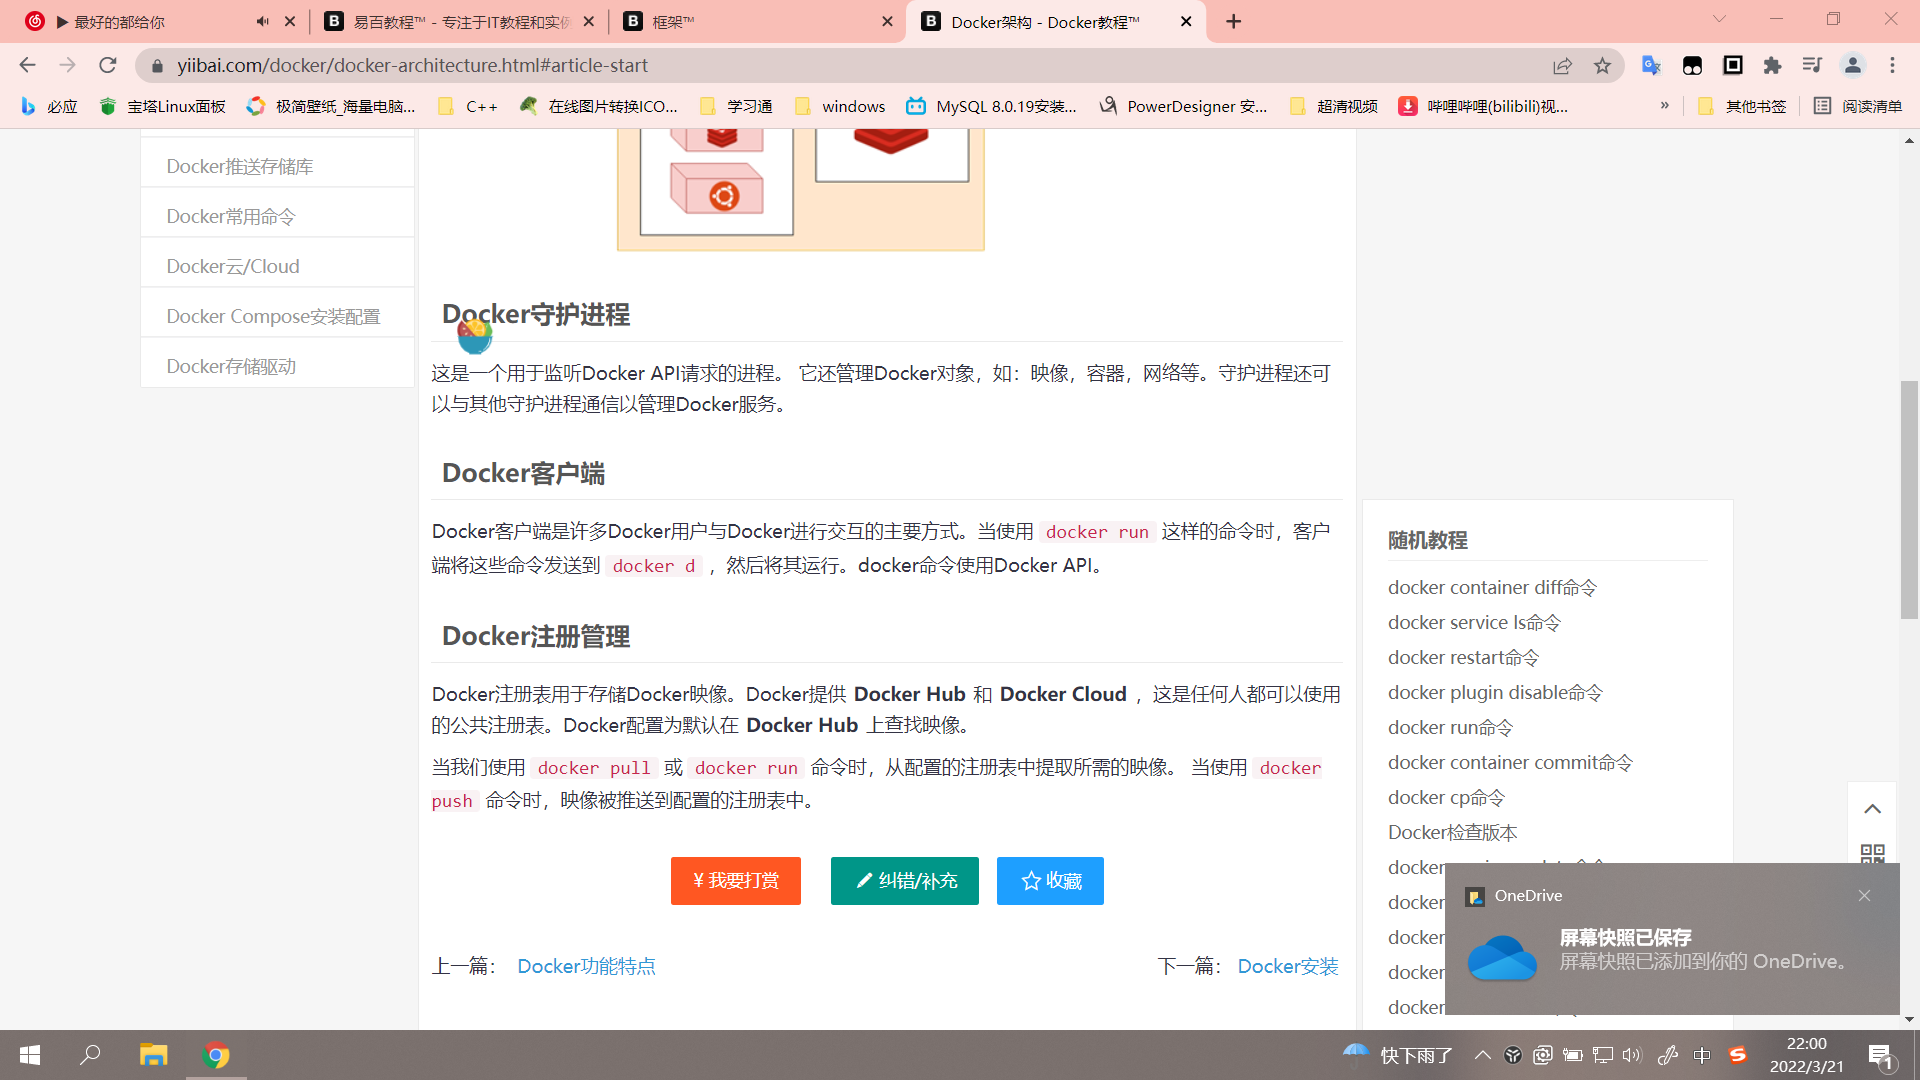 ▶ 最好的都给你
易百教程™ - 专注于IT教程和实例
框架™
Docker架构 - Docker教程™
yiibai.com/docker/docker-architecture.html#article-start
必应
宝塔Linux面板
极简壁纸_海量电脑...
C++
在线图片转换ICO...
学习通
windows
MySQL 8.0.19安装...
PowerDesigner 安...
超清视频
哔哩哔哩(bilibili)视...
»
其他书签
阅读清单
Docker推送存储库
Docker常用命令
Docker云/Cloud
Docker Compose安装配置
Docker存储驱动
Docker守护进程
这是一个用于监听Docker API请求的进程。 它还管理Docker对象，如：映像，容器，网络等。守护进程还可
以与其他守护进程通信以管理Docker服务。
Docker客户端
Docker客户端是许多Docker用户与Docker进行交互的主要方式。当使用 docker run 这样的命令时，客户
端将这些命令发送到 docker d ，然后将其运行。docker命令使用Docker API。
Docker注册管理
Docker注册表用于存储Docker映像。Docker提供 Docker Hub 和 Docker Cloud ，这是任何人都可以使用
的公共注册表。Docker配置为默认在 Docker Hub 上查找映像。
当我们使用 docker pull 或 docker run 命令时，从配置的注册表中提取所需的映像。 当使用 docker
push 命令时，映像被推送到配置的注册表中。
¥ 我要打赏
纠错/补充
收藏
上一篇： Docker功能特点
下一篇： Docker安装
随机教程
docker container diff命令
docker service ls命令
docker restart命令
docker plugin disable命令
docker run命令
docker container commit命令
docker cp命令
Docker检查版本
docker
docker
docker
docker
docker
OneDrive
屏幕快照已保存
屏幕快照已添加到你的 OneDrive。
快下雨了
中
22:00
2022/3/21
1